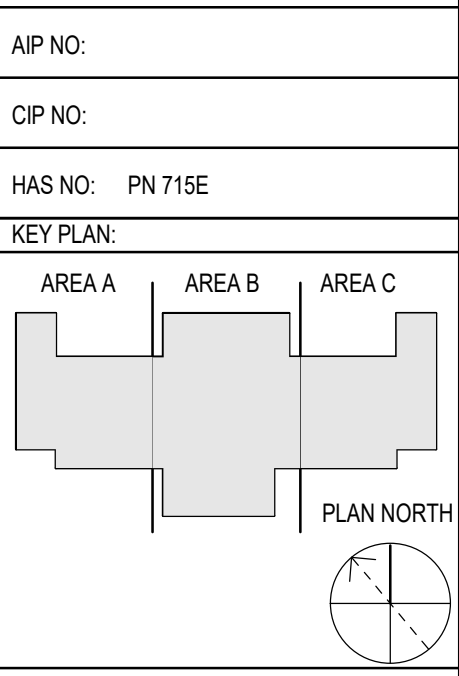 AIP NO:
CIP NO:
HAS NO: PN 715E
KEY PLAN:
AREA A AREA B AREA C
PLAN NORTH